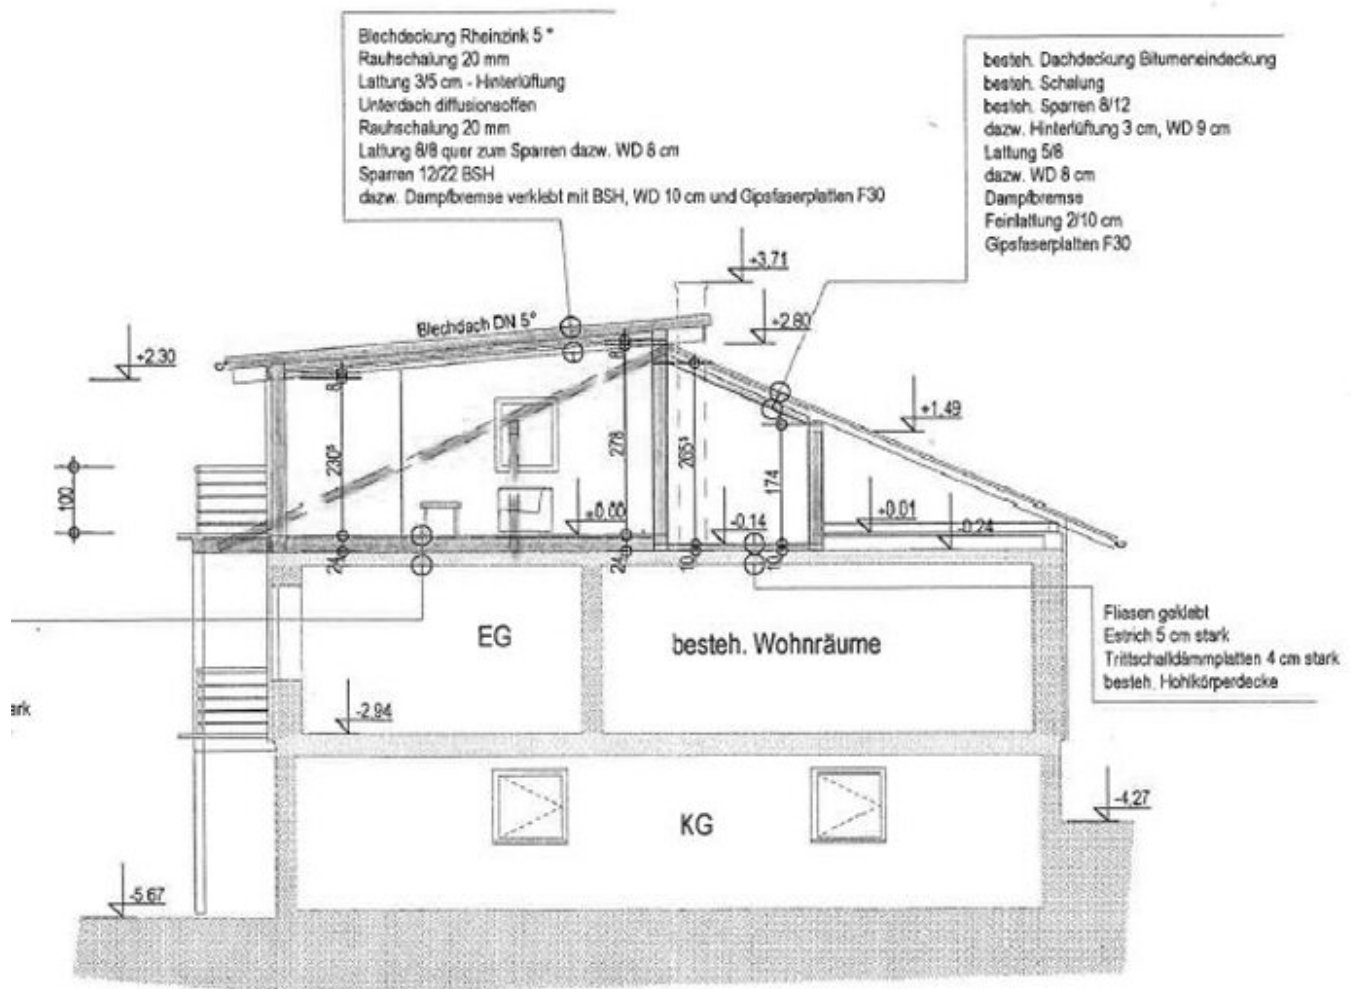 Blechdeckung Rheinzink 5 °
Rauhschalung 20 mm
Lattung 3/5 cm - Hinterlüftung
Unterdach diffusionsoffen
Rauhschalung 20 mm
Lattung 8/8 quer zum Sparren dazw. WD 8 cm
Sparren 12/22 BSH
dazw. Dampfbremse verklebt mit BSH, WD 10 cm und Gipsfaserplatten F30
besteh. Dachdeckung Bitumeneindeckung
besteh. Schalung
besteh. Sparren 8/12
dazw. Hinterlüftung 3 cm, WD 9 cm
Lattung 5/8
dazw. WD 8 cm
Dampfbremse
Feinlattung 2/10 cm
Gipsfaserplatten F30
+3,71
Blechdach DN 5°
+2.80
+2.30
8
8
+1,49
230⁵
278
265⁵
174
100
±0,00
-0,14
+0,01
-0,24
24
24
10
10
EG
besteh. Wohnräume
Fliesen geklebt
Estrich 5 cm stark
Trittschalldämmplatten 4 cm stark
besteh. Hohlkörperdecke
ark
-2,94
KG
-4,27
-5,67